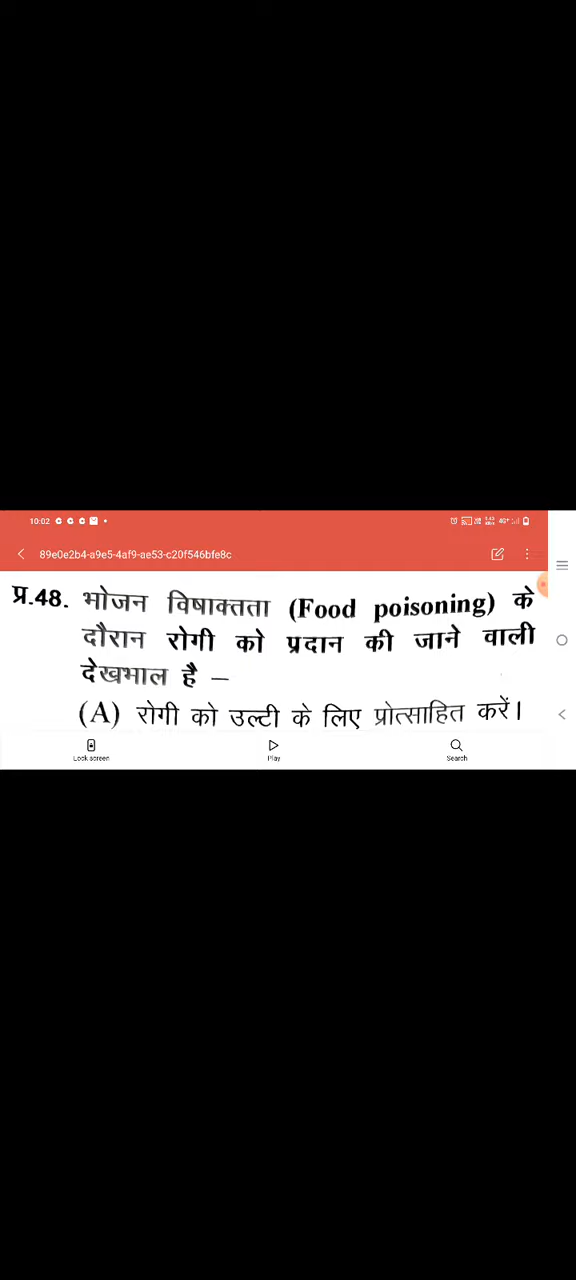 10:02
89e0e2b4-a9e5-4af9-ae53-c20f546bfe8c
प्र.48. भोजन विषाक्तता (Food poisoning) के
दौरान रोगी को प्रदान की जाने वाली
देखभाल है –
(A) रोगी को उल्टी के लिए प्रोत्साहित करें।
Lock screen Play Search